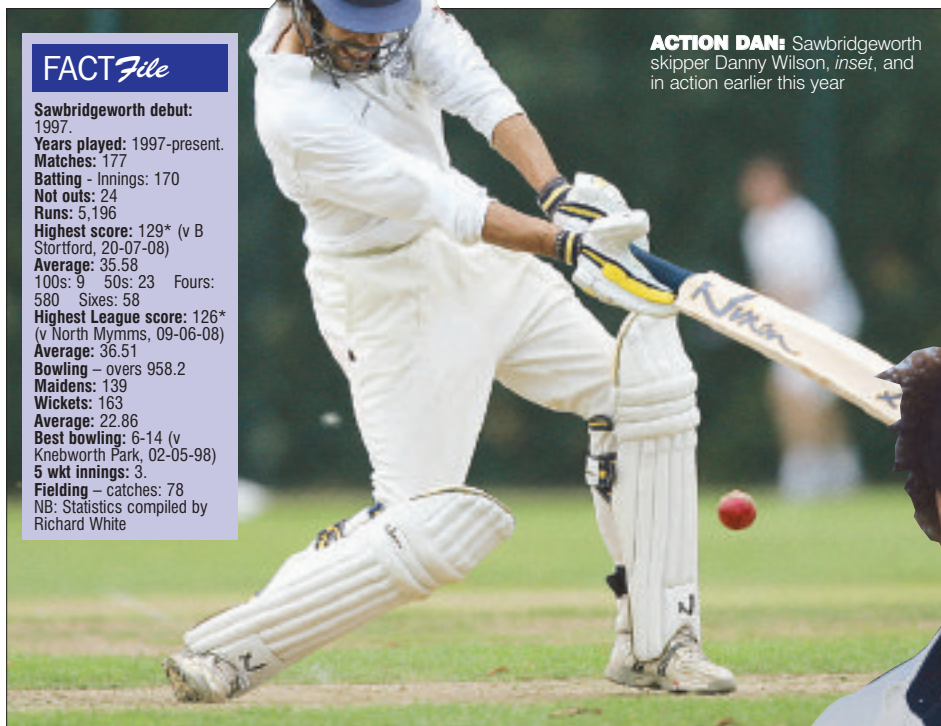 FACTFile
Sawbridgeworth debut:
1997.
Years played: 1997-present.
Matches: 177
Batting - Innings: 170
Not outs: 24
Runs: 5,196
Highest score: 129* (v B
Stortford, 20-07-08)
Average: 35.58
100s: 9 50s: 23 Fours:
580 Sixes: 58
Highest League score: 126*
(v North Mymms, 09-06-08)
Average: 36.51
Bowling – overs 958.2
Maidens: 139
Wickets: 163
Average: 22.86
Best bowling: 6-14 (v
Knebworth Park, 02-05-98)
5 wkt innings: 3.
Fielding – catches: 78
NB: Statistics compiled by
Richard White
ACTION DAN: Sawbridgeworth
skipper Danny Wilson, inset, and
in action earlier this year